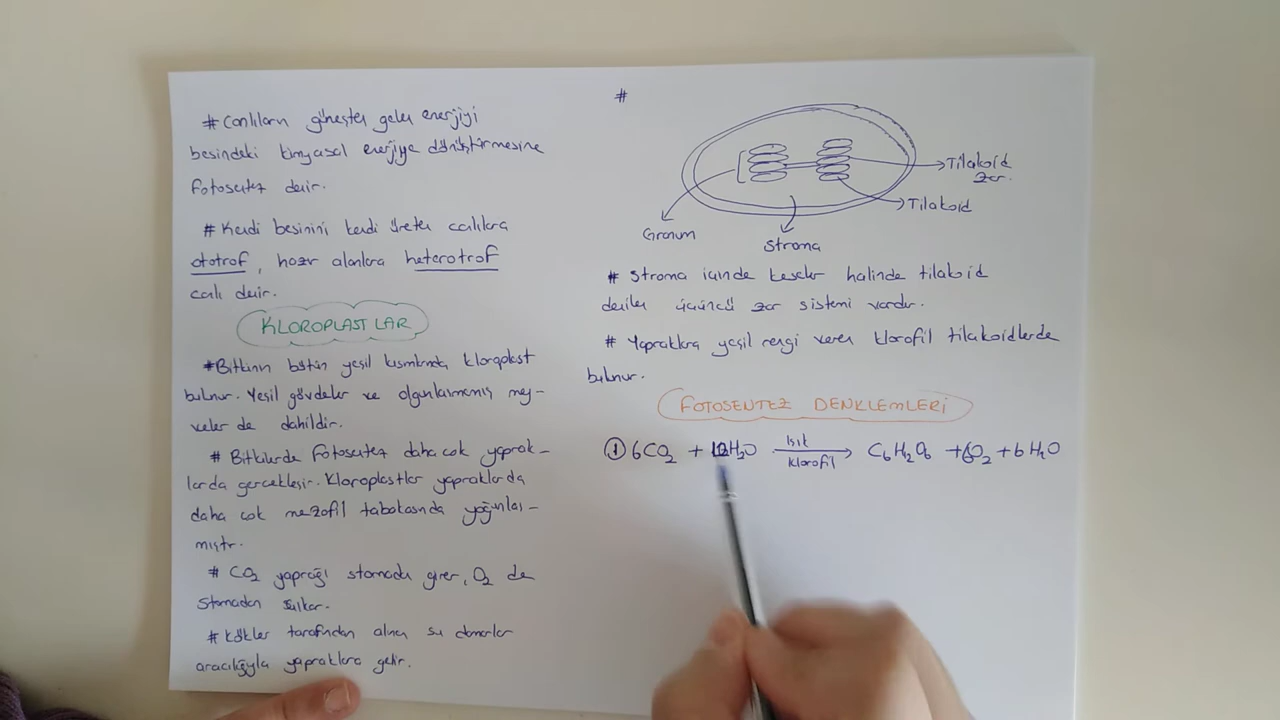 # Canlıların güneşten gelen enerjiyi
besindeki kimyasal enerjiye dönüştürmesine
fotosentez denir.
# Kendi besinini kendi üreten canlılara
ototrof, hazır alanlara heterotrof
canlı denir.
KLOROPLASTLAR
# Bitkinin bütün yeşil kısımlarında kloroplast
bulunur. Yeşil gövdeler ve olgunlaşmamış mey-
veler de dahildir.
# Bitkilerde fotosentez daha çok yaprak-
larda gerçekleşir. Kloroplastlar yapraklarda
daha çok mezofil tabakasında yoğunlaş-
mıştır.
# CO₂ yaprağa stomada girer, O₂ de
stomadan çıkar.
# Kökler tarafından alınan su damarlar
aracılığıyla yapraklara gelir.
#
Tilakoid
zar.
Tilakoid
Granum
Stroma
# Stroma içinde keseler halinde tilakoid
denilen üçüncü zar sistemi vardır.
# Yapraklara yeşil rengi veren klorofil tilakoidlerde
bulunur.
FOTOSENTEZ DENKLEMLERİ
① 6CO₂ + 12H₂O Işık Klorofil → C₆H₁₂O₆ + 6O₂ + 6H₂O